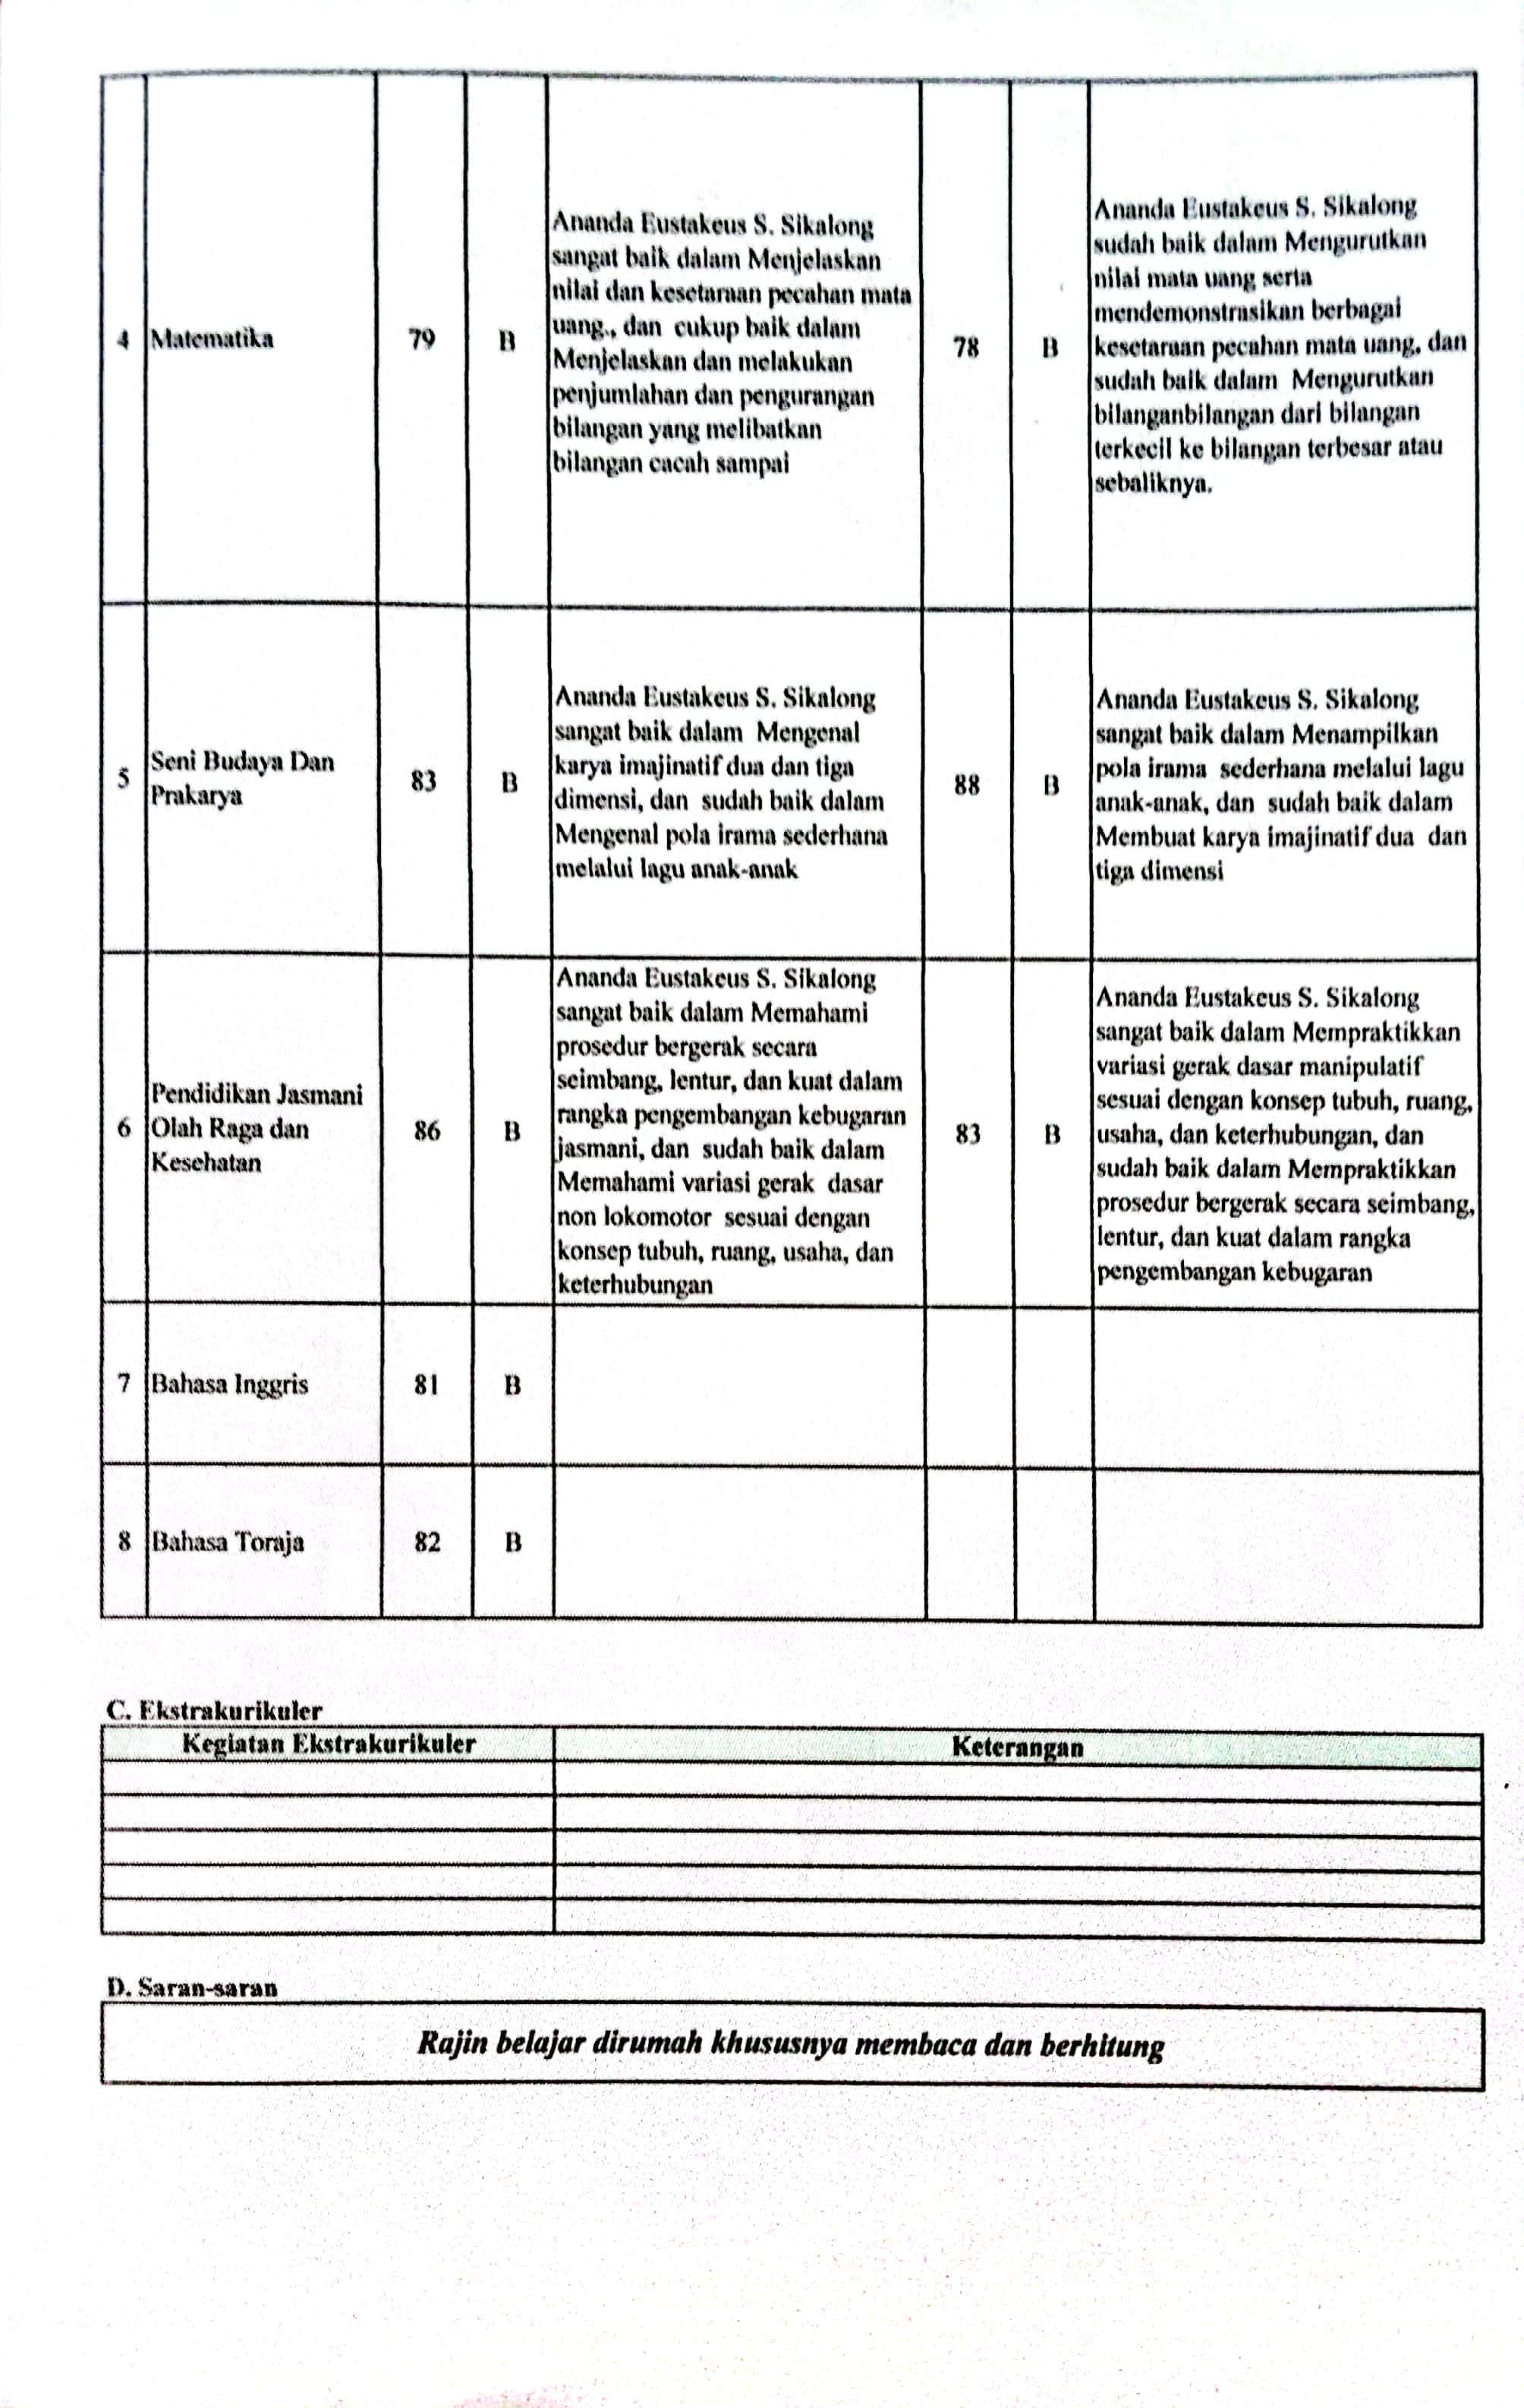 4
Matematika
79
B
Ananda Eustakeus S. Sikalong
sangat baik dalam Menjelaskan
nilai dan kesetaraan pecahan mata
uang., dan cukup baik dalam
Menjelaskan dan melakukan
penjumlahan dan pengurangan
bilangan yang melibatkan
bilangan cacah sampai
78
B
Ananda Eustakeus S. Sikalong
sudah baik dalam Mengurutkan
nilai mata uang serta
mendemonstrasikan berbagai
kesetaraan pecahan mata uang, dan
sudah baik dalam Mengurutkan
bilanganbilangan dari bilangan
terkecil ke bilangan terbesar atau
sebaliknya.
5
Seni Budaya Dan
Prakarya
83
B
Ananda Eustakeus S. Sikalong
sangat baik dalam Mengenal
karya imajinatif dua dan tiga
dimensi, dan sudah baik dalam
Mengenal pola irama sederhana
melalui lagu anak-anak
88
B
Ananda Eustakeus S. Sikalong
sangat baik dalam Menampilkan
pola irama sederhana melalui lagu
anak-anak, dan sudah baik dalam
Membuat karya imajinatif dua dan
tiga dimensi
6
Pendidikan Jasmani
Olah Raga dan
Kesehatan
86
B
Ananda Eustakeus S. Sikalong
sangat baik dalam Memahami
prosedur bergerak secara
seimbang, lentur, dan kuat dalam
rangka pengembangan kebugaran
jasmani, dan sudah baik dalam
Memahami variasi gerak dasar
non lokomotor sesuai dengan
konsep tubuh, ruang, usaha, dan
keterhubungan
83
B
Ananda Eustakeus S. Sikalong
sangat baik dalam Mempraktikkan
variasi gerak dasar manipulatif
sesuai dengan konsep tubuh, ruang,
usaha, dan keterhubungan, dan
sudah baik dalam Mempraktikkan
prosedur bergerak secara seimbang,
lentur, dan kuat dalam rangka
pengembangan kebugaran
7
Bahasa Inggris
81
B
8
Bahasa Toraja
82
B
C. Ekstrakurikuler
Kegiatan Ekstrakurikuler
Keterangan
D. Saran-saran
Rajin belajar dirumah khususnya membaca dan berhitung